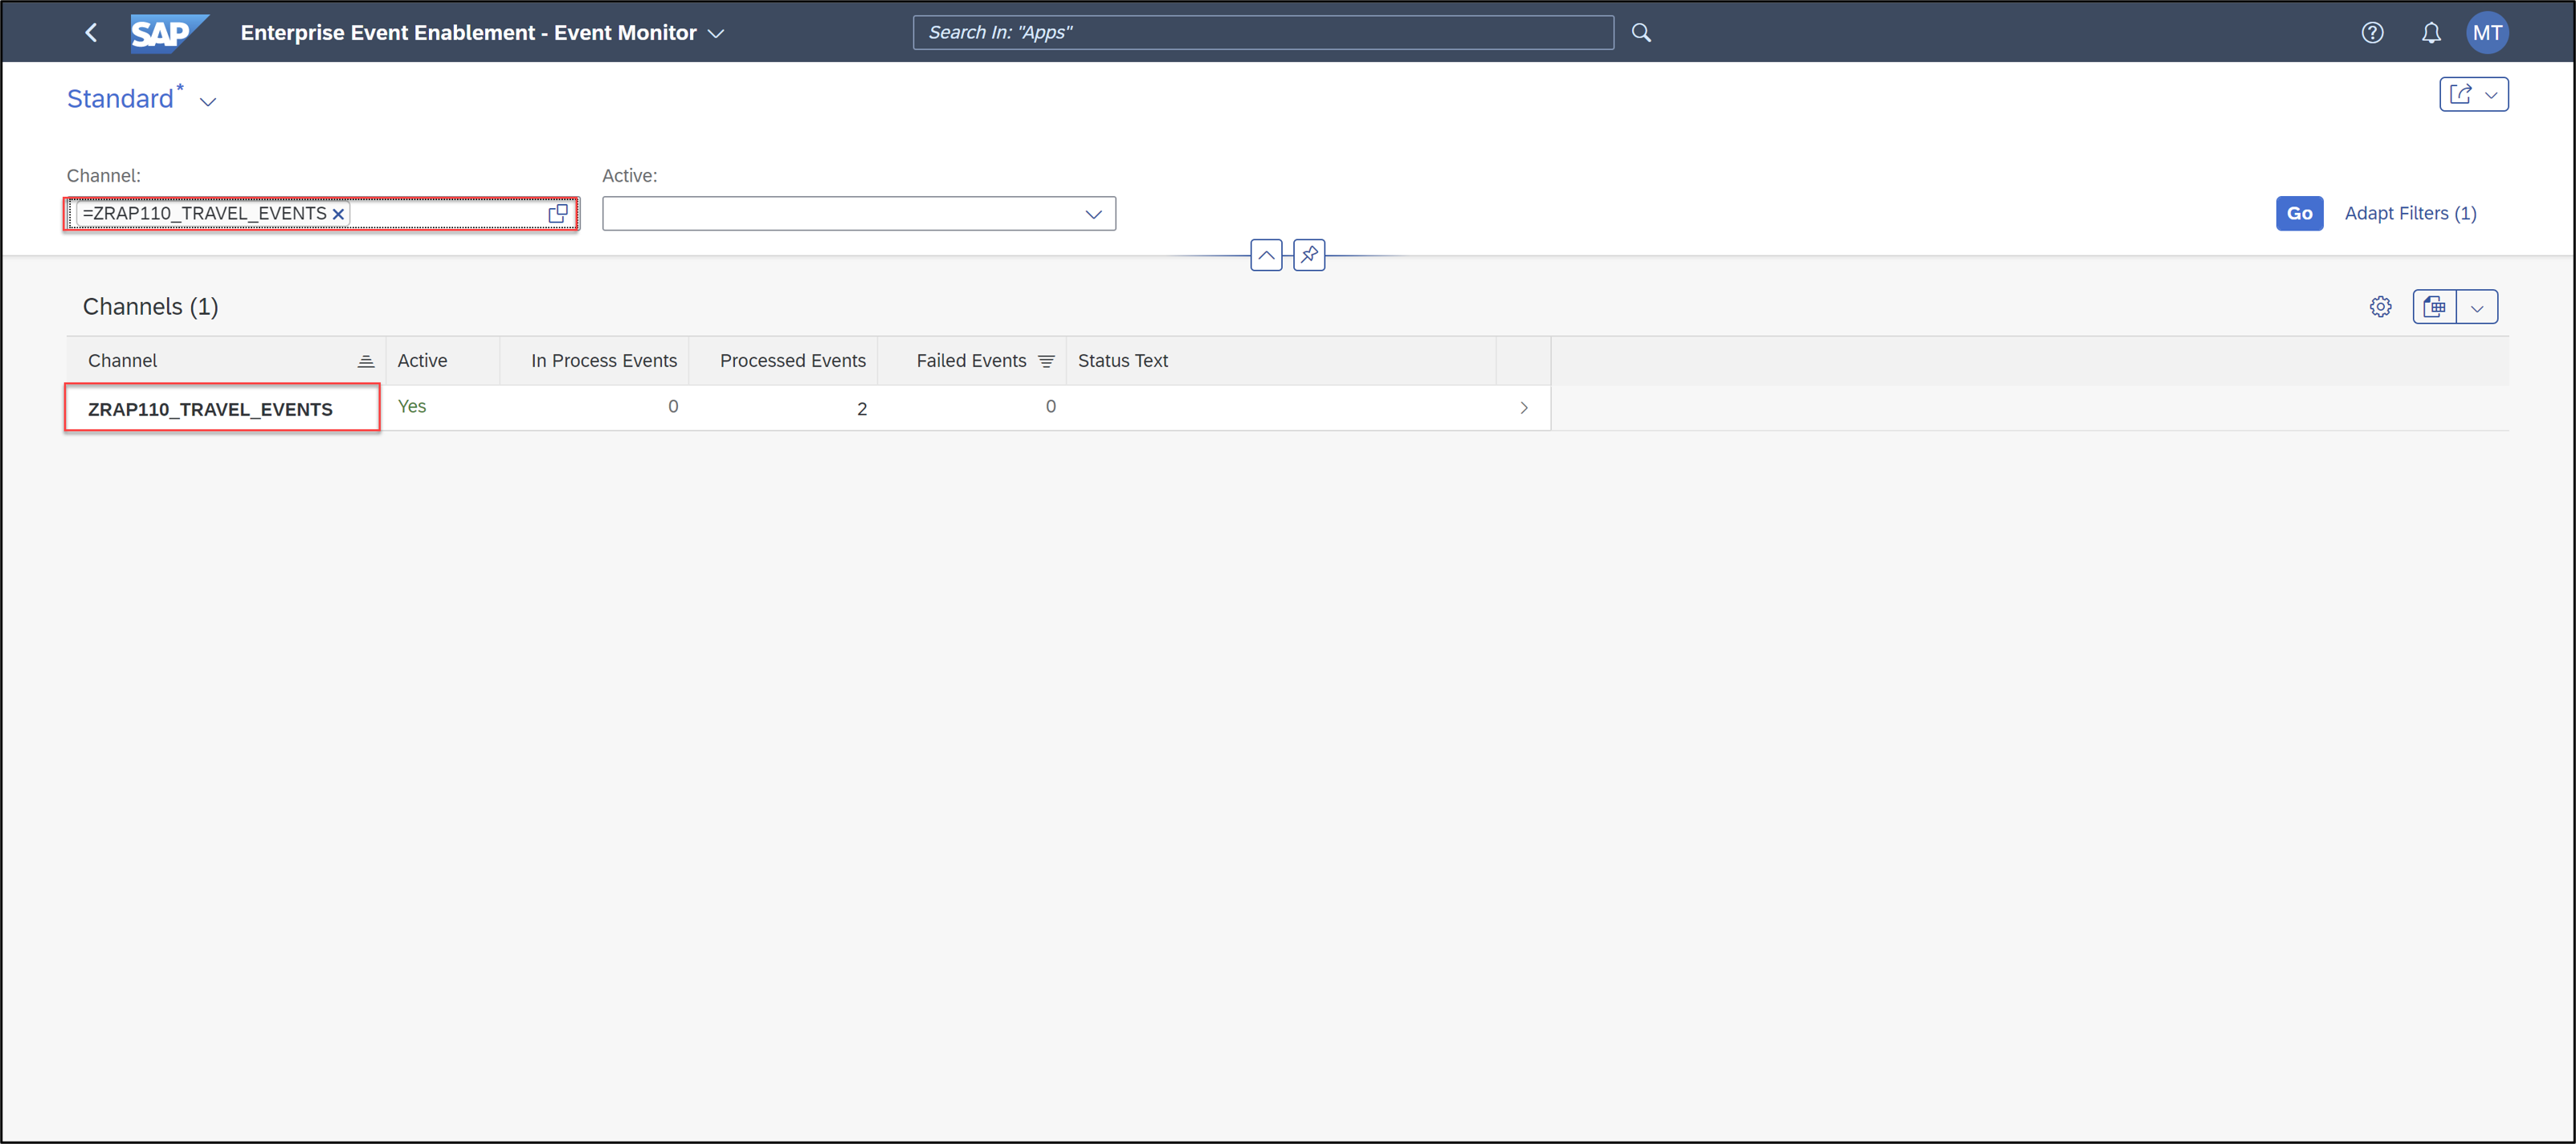 SAP Enterprise Event Enablement - Event Monitor Search In: "Apps" MT
Standard*
Channel: Active:
=ZRAP110_TRAVEL_EVENTS Go Adapt Filters (1)
Channels (1)
Channel Active In Process Events Processed Events Failed Events Status Text
ZRAP110_TRAVEL_EVENTS Yes 0 2 0